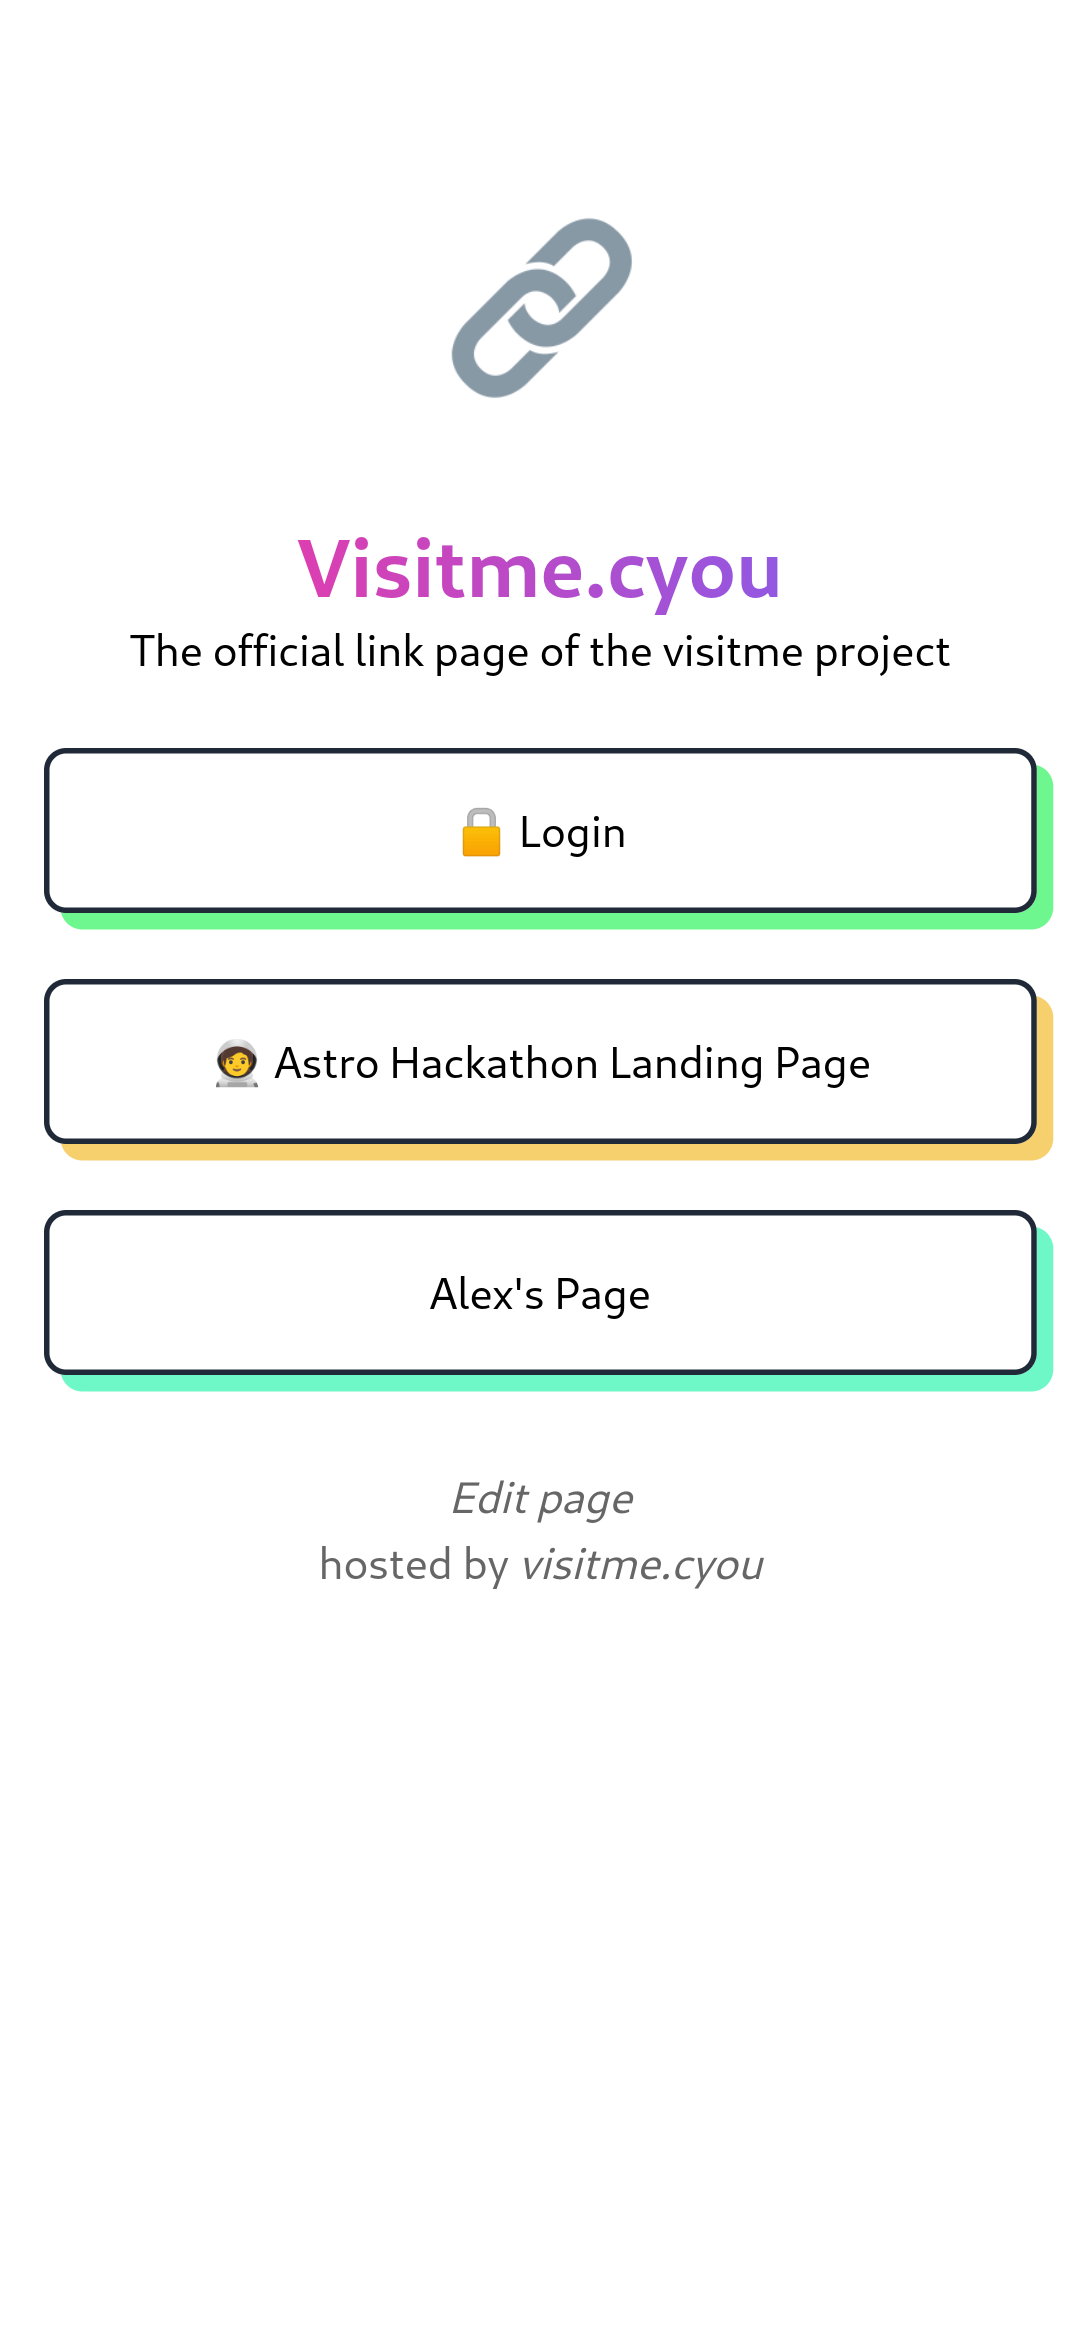 Visitme.cyou
The official link page of the visitme project
🔒 Login
🧑‍🚀 Astro Hackathon Landing Page
Alex's Page
Edit page
hosted by visitme.cyou